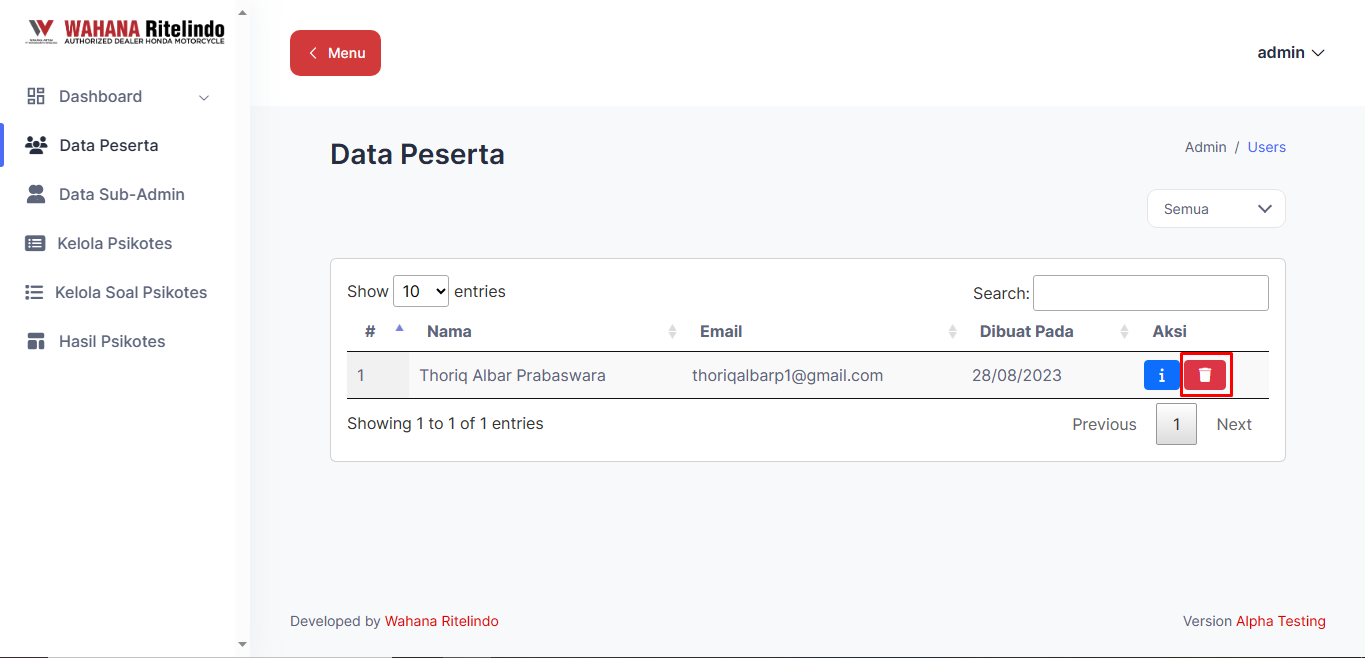 WAHANA Ritelindo
AUTHORIZED DEALER HONDA MOTORCYCLE
Menu
admin
Dashboard
Data Peserta
Data Sub-Admin
Kelola Psikotes
Kelola Soal Psikotes
Hasil Psikotes
Data Peserta
Admin / Users
Semua
Show 10 entries
Search:
# Nama Email Dibuat Pada Aksi
1 Thoriq Albar Prabaswara thoriqalbarp1@gmail.com 28/08/2023
Showing 1 to 1 of 1 entries
Previous 1 Next
Developed by Wahana Ritelindo
Version Alpha Testing